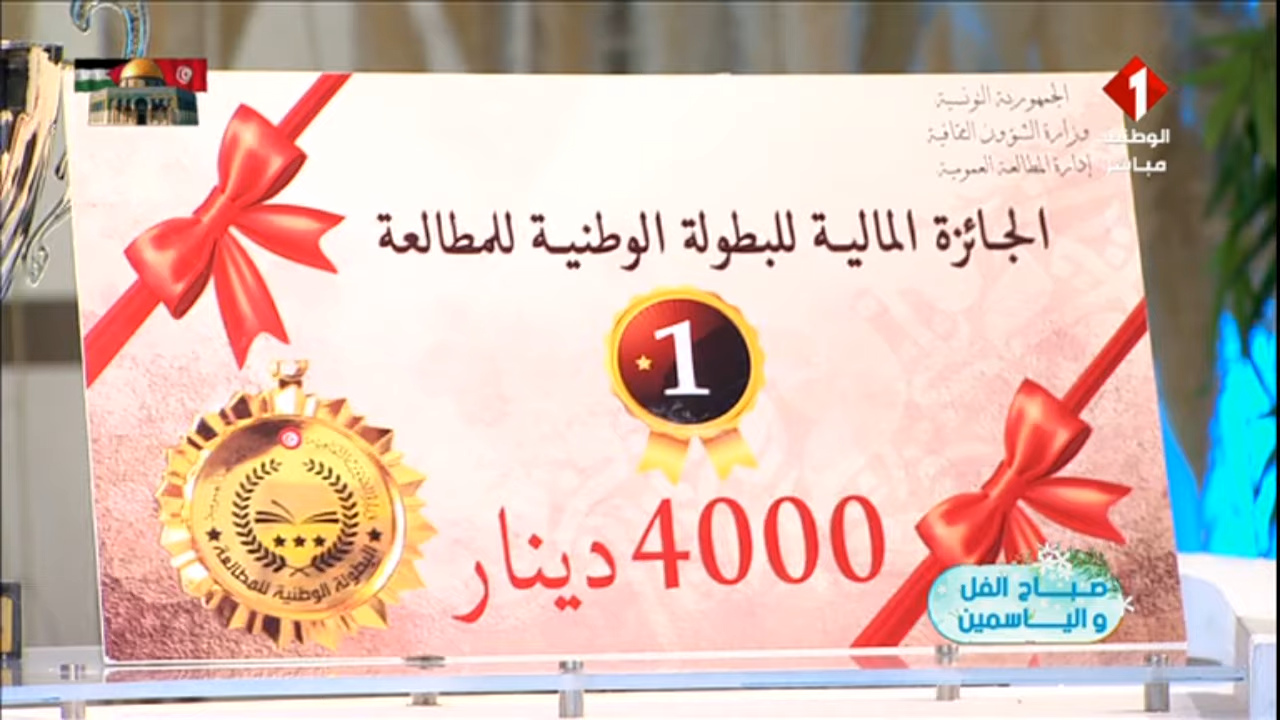 الجمهورية التونسية
وزارة الشؤون الثقافية
إدارة المطالعة العمومية
1
الوطنية
مباشر
الجائزة المالية للبطولة الوطنية للمطالعة
1
4000 دينار
البطولة الوطنية للمطالعة
صباح الفل
و الياسمين